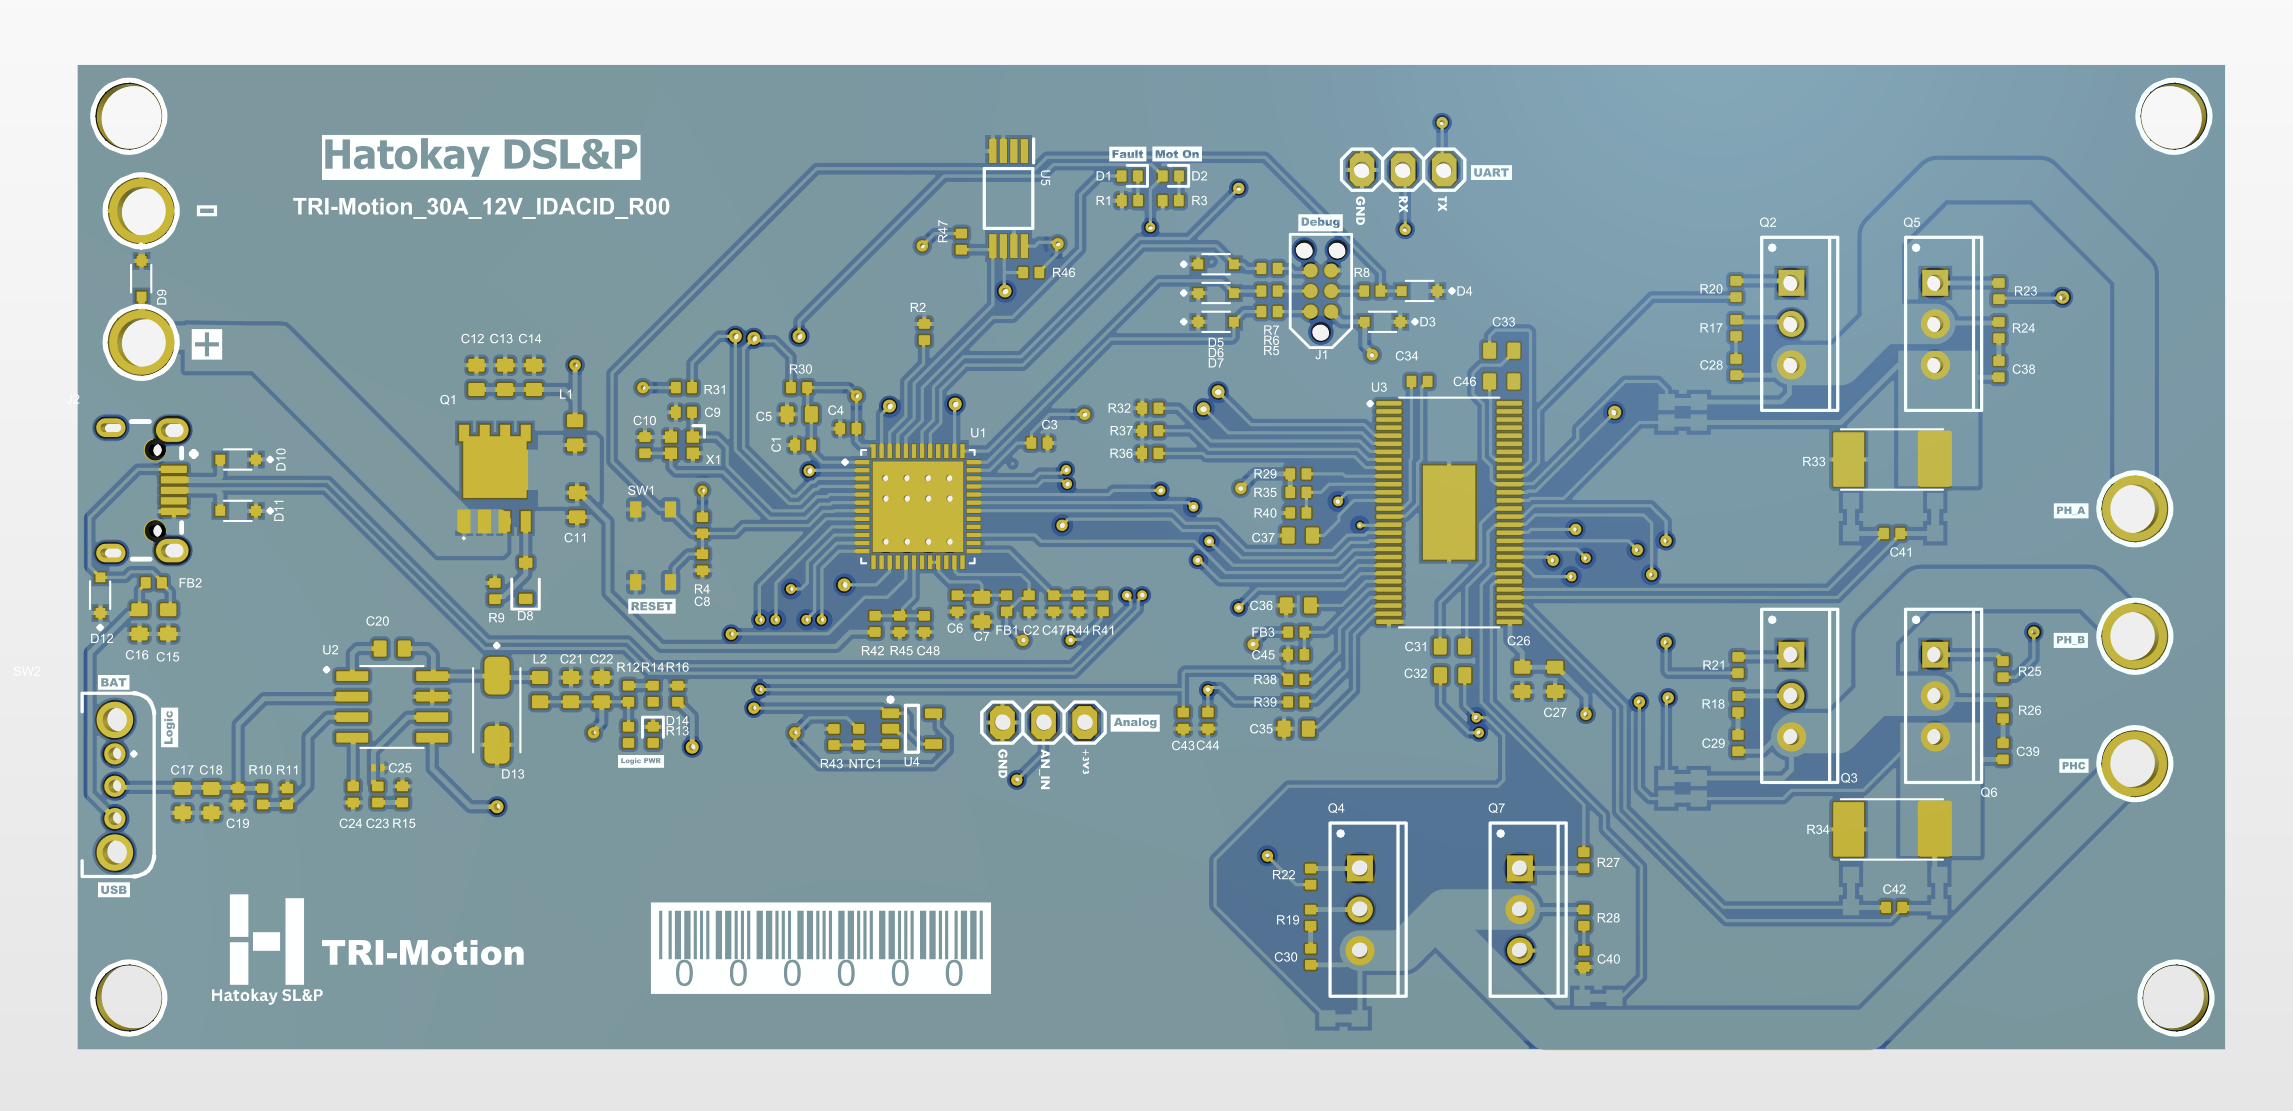 Hatokay DSL&P
TRI-Motion_30A_12V_IDACID_R00
-
D9
+
J2
D10
D11
FB2
D12
C16 C15
SW2
BAT
Logic
USB
C12 C13 C14
Q1
L1
C11
R9
D8
C20
U2
D13
L2 C21 C22
R12 R14 R16
D14
R13
Logic PWR
C17 C18
R10 R11
C19
C25
C24 C23 R15
R31
C10
C9
X1
SW1
RESET
R4
C8
R30
C5
C4
C1
R2
U1
C3
R47
U5
R46
Fault
Mot On
D1
D2
R1
R3
Debug
R8
D4
D3
J1
D5
D6
D7
R7
R6
R5
UART
GND
RX
TX
C33
C34
C46
U3
R32
R37
R36
R29
R35
R40
C37
C36
FB3
C45
R38
R39
C35
C43 C44
C6
C7
FB1 C2 C47 R44 R41
R42 R45 C48
R43 NTC1
U4
Analog
GND
AN_IN
+3V3
C31
C32
C26
C27
Q2
Q5
R20
R17
C28
R23
R24
C38
R33
C41
PH_A
PH_B
PHC
R21
R18
C29
Q3
R25
R26
C39
Q6
R34
C42
Q4
Q7
R22
R19
C30
R27
R28
C40
TRI-Motion
Hatokay SL&P
0 0 0 0 0 0